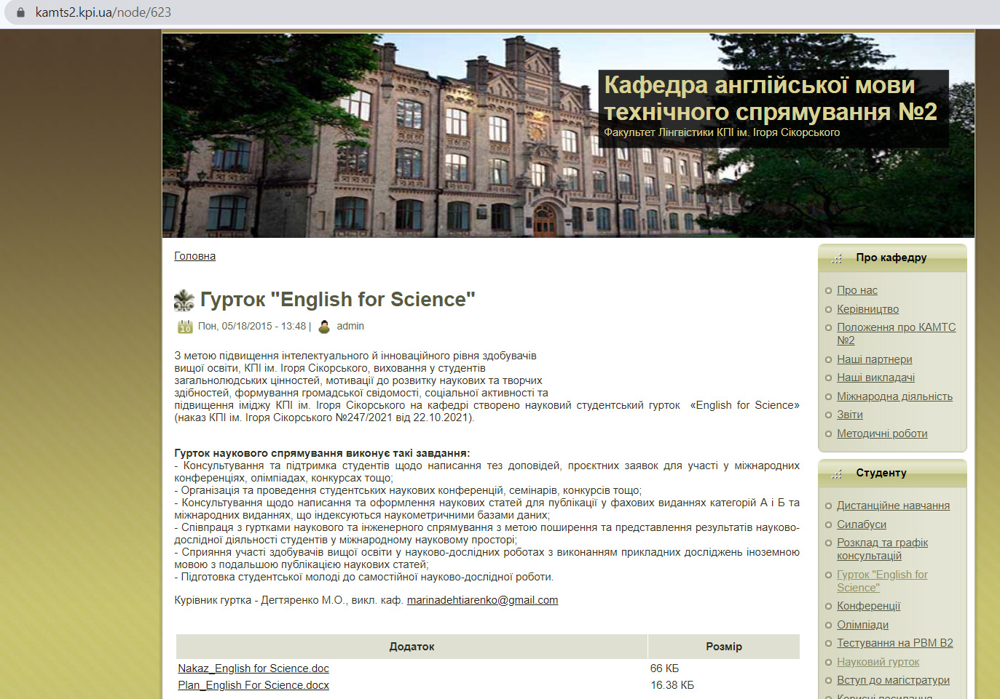 kamts2.kpi.ua/node/623
Кафедра англійської мови
технічного спрямування №2
Факультет Лінгвістики КПІ ім. Ігоря Сікорського
Головна
Гурток "English for Science"
10 Пон, 05/18/2015 - 13:48 | admin
З метою підвищення інтелектуального й інноваційного рівня здобувачів
вищої освіти, КПІ ім. Ігоря Сікорського, виховання у студентів
загальнолюдських цінностей, мотивації до розвитку наукових та творчих
здібностей, формування громадської свідомості, соціальної активності та
підвищення іміджу КПІ ім. Ігоря Сікорського на кафедрі створено науковий студентський гурток «English for Science»
(наказ КПІ ім. Ігоря Сікорського №247/2021 від 22.10.2021).
Гурток наукового спрямування виконує такі завдання:
- Консультування та підтримка студентів щодо написання тез доповідей, проєктних заявок для участі у міжнародних
конференціях, олімпіадах, конкурсах тощо;
- Організація та проведення студентських наукових конференцій, семінарів, конкурсів тощо;
- Консультування щодо написання та оформлення наукових статей для публікації у фахових виданнях категорій А і Б та
міжнародних виданнях, що індексуються наукометричними базами даних;
- Співпраця з гуртками наукового та інженерного спрямування з метою поширення та представлення результатів науково-
дослідної діяльності студентів у міжнародному науковому просторі;
- Сприяння участі здобувачів вищої освіти у науково-дослідних роботах з виконанням прикладних досліджень іноземною
мовою з подальшою публікацією наукових статей;
- Підготовка студентської молоді до самостійної науково-дослідної роботи.
Курівник гуртка - Дегтяренко М.О., викл. каф. marinadehtiarenko@gmail.com
Додаток Розмір
Nakaz_English for Science.doc 66 КБ
Plan_English For Science.docx 16.38 КБ
Про кафедру
Про нас
Керівництво
Положення про КАМТС
№2
Наші партнери
Наші викладачі
Міжнародна діяльність
Звіти
Методичні роботи
Студенту
Дистанційне навчання
Силабуси
Розклад та графік
консультацій
Гурток "English for
Science"
Конференції
Олімпіади
Тестування на РВМ В2
Науковий гурток
Вступ до магістратури
Корисні посилання